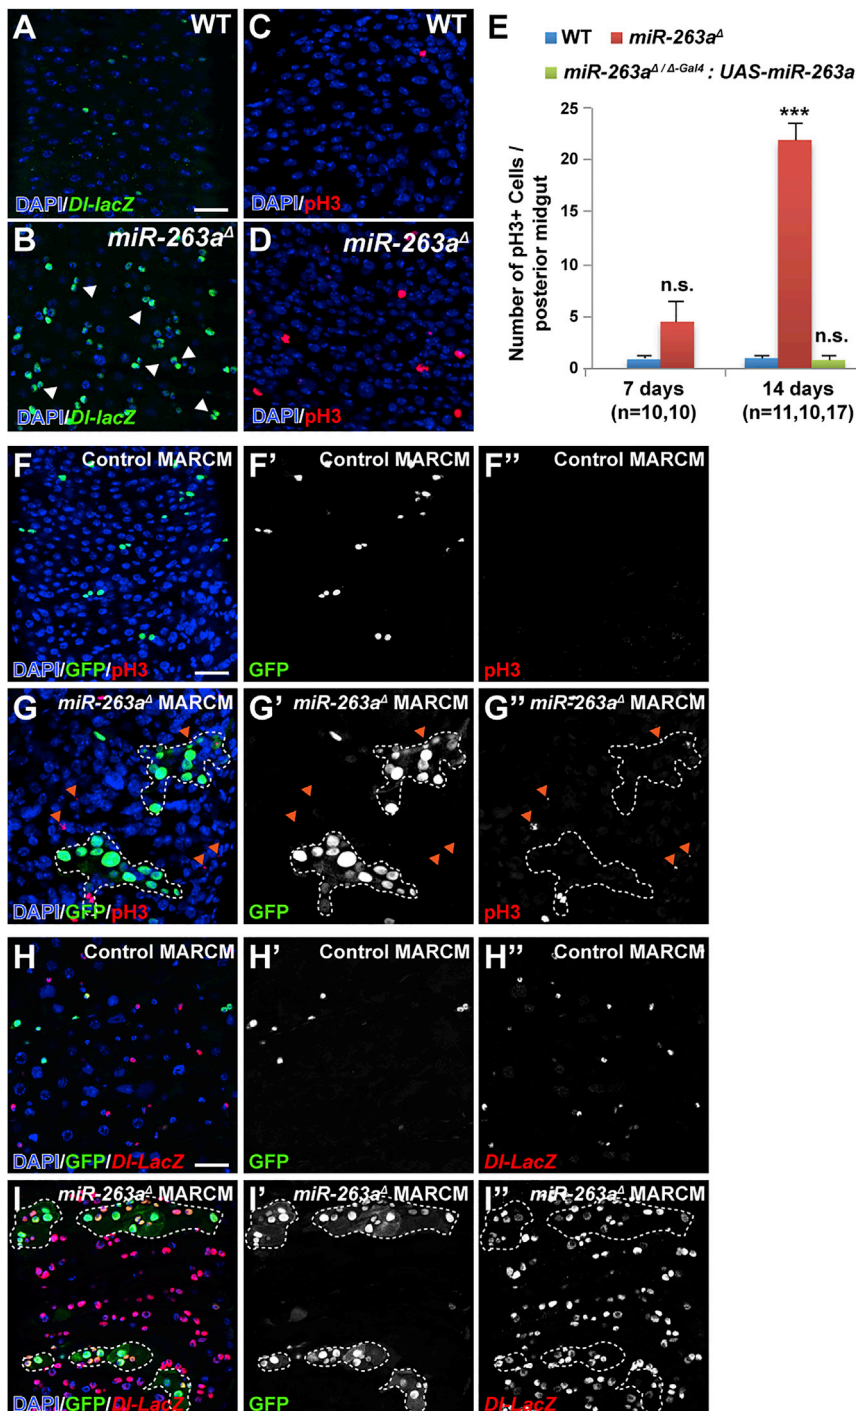 A WT
DAPI/Dl-lacZ
B miR-263aΔ
DAPI/Dl-lacZ
C WT
DAPI/pH3
D miR-263aΔ
DAPI/pH3
E
WT miR-263aΔ
miR-263aΔ/Δ-Gal4 : UAS-miR-263a
Number of pH3+ Cells /
posterior midgut
25
20
15
10
5
0
n.s.
***
n.s.
7 days
(n=10,10)
14 days
(n=11,10,17)
F Control MARCM
DAPI/GFP/pH3
F' Control MARCM
GFP
F'' Control MARCM
pH3
G miR-263aΔ MARCM
DAPI/GFP/pH3
G' miR-263aΔ MARCM
GFP
G'' miR-263aΔ MARCM
pH3
H Control MARCM
DAPI/GFP/Dl-LacZ
H' Control MARCM
GFP
H'' Control MARCM
Dl-LacZ
I miR-263aΔ MARCM
DAPI/GFP/Dl-LacZ
I' miR-263aΔ MARCM
GFP
I'' miR-263aΔ MARCM
Dl-LacZ